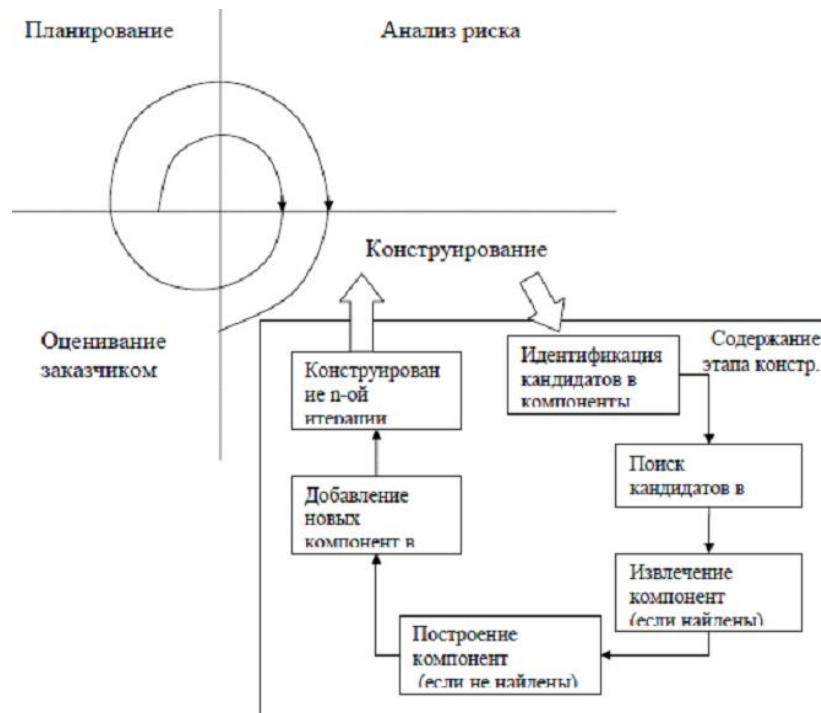 Планирование
Анализ риска
Конструирование
Оценивание
заказчиком
Содержание
этапа констр.
Идентификация
кандидатов в
компоненты
Поиск
кандидатов в
Извлечение
компонент
(если найдены)
Построение
компонент
(если не найдены)
Добавление
новых
компонент в
Конструирован
ие n-ой
итерации